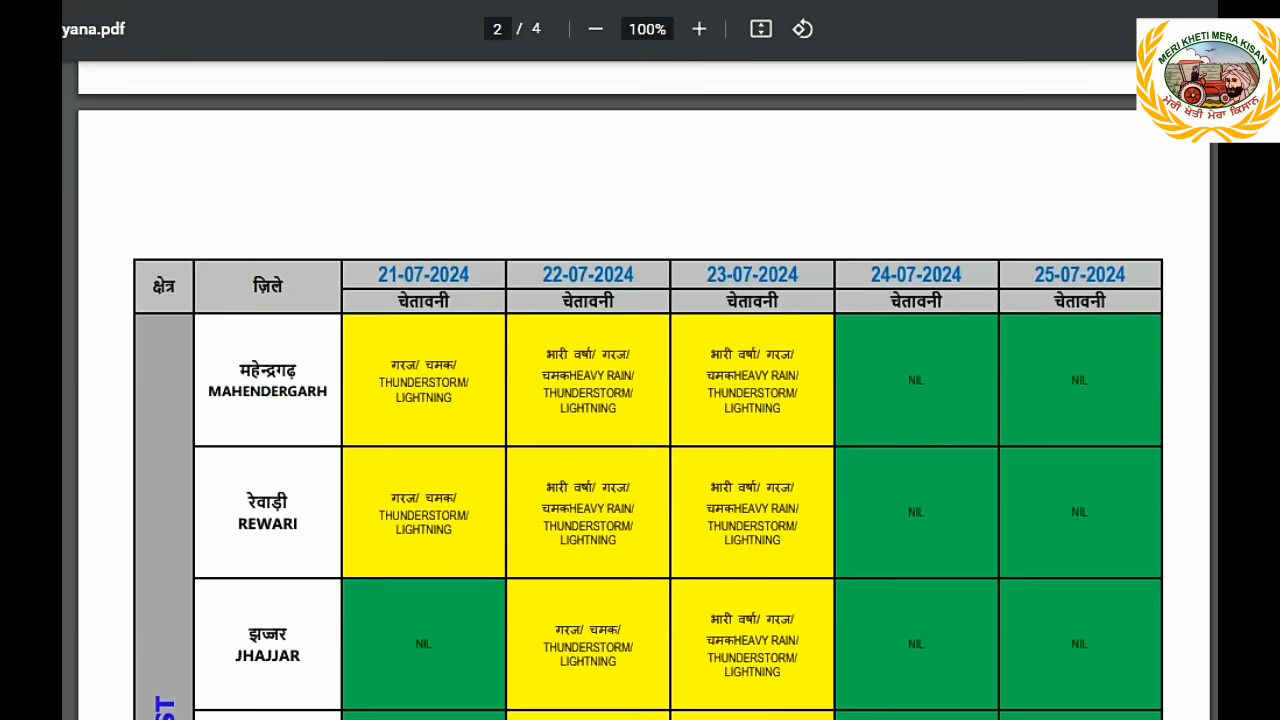 yana.pdf
2 / 4
100%
MERI KHETI MERA KISAN
ਮੇਰੀ ਖੇਤੀ ਮੇਰਾ ਕਿਸਾਨ
क्षेत्र
ज़िले
21-07-2024
22-07-2024
23-07-2024
24-07-2024
25-07-2024
चेतावनी
चेतावनी
चेतावनी
चेतावनी
चेतावनी
महेन्द्रगढ़
MAHENDERGARH
गरज/ चमक/
THUNDERSTORM/
LIGHTNING
भारी वर्षा/ गरज/
चमकHEAVY RAIN/
THUNDERSTORM/
LIGHTNING
भारी वर्षा/ गरज/
चमकHEAVY RAIN/
THUNDERSTORM/
LIGHTNING
NIL
NIL
रेवाड़ी
REWARI
गरज/ चमक/
THUNDERSTORM/
LIGHTNING
भारी वर्षा/ गरज/
चमकHEAVY RAIN/
THUNDERSTORM/
LIGHTNING
भारी वर्षा/ गरज/
चमकHEAVY RAIN/
THUNDERSTORM/
LIGHTNING
NIL
NIL
झज्जर
JHAJJAR
NIL
गरज/ चमक/
THUNDERSTORM/
LIGHTNING
भारी वर्षा/ गरज/
चमकHEAVY RAIN/
THUNDERSTORM/
LIGHTNING
NIL
NIL
ST